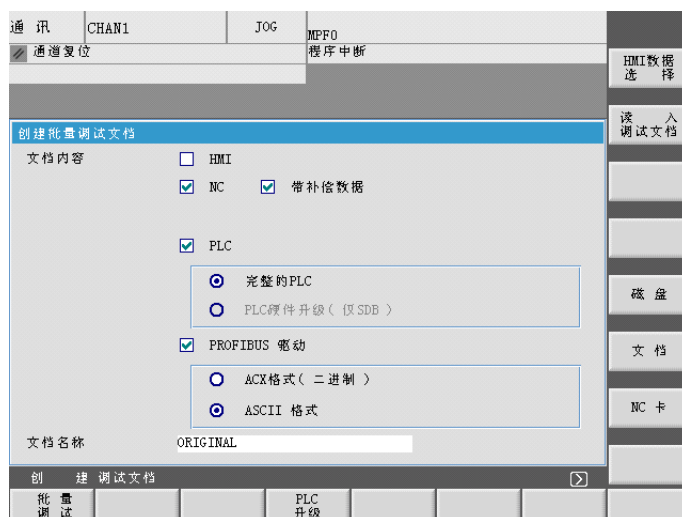 通 讯 CHAN1 JOG MPF0
通道复位 程序中断
HMI数据
选 择
读 入
调试文档
创建批量调试文档
文档内容 HMI
NC 带补偿数据
PLC
完整的PLC
PLC硬件升级( 仅SDB )
磁 盘
PROFIBUS 驱动
文 档
ACX格式( 二进制 )
ASCII 格式
NC 卡
文档名称 ORIGINAL
创 建 调试文档
批 量
调 试
PLC
升级